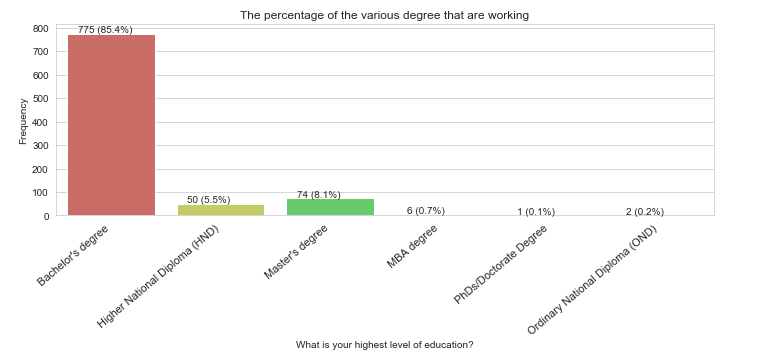 The percentage of the various degree that are working
Frequency
800
700
600
500
400
300
200
100
0
775 (85.4%)
50 (5.5%)
74 (8.1%)
6 (0.7%)
1 (0.1%)
2 (0.2%)
Bachelor's degree
Higher National Diploma (HND)
Master's degree
MBA degree
PhDs/Doctorate Degree
Ordinary National Diploma (OND)
What is your highest level of education?